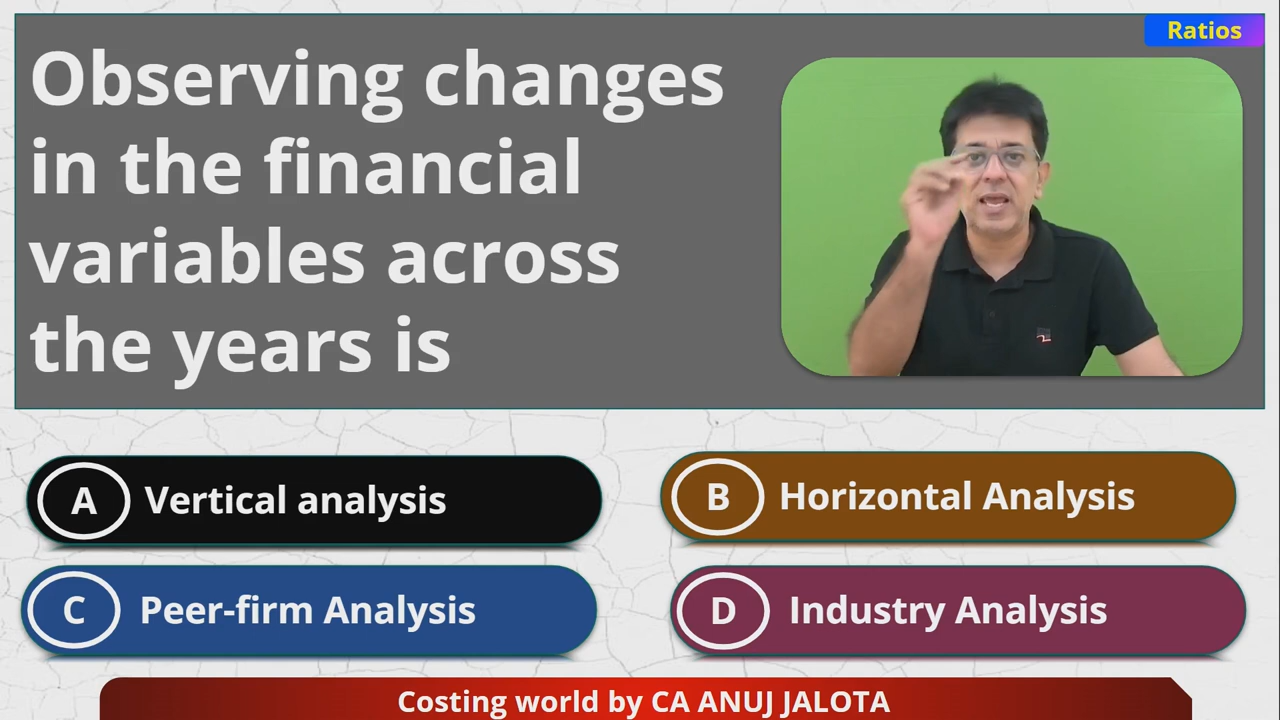 Ratios
Observing changes
in the financial
variables across
the years is
A Vertical analysis
B Horizontal Analysis
C Peer-firm Analysis
D Industry Analysis
Costing world by CA ANUJ JALOTA